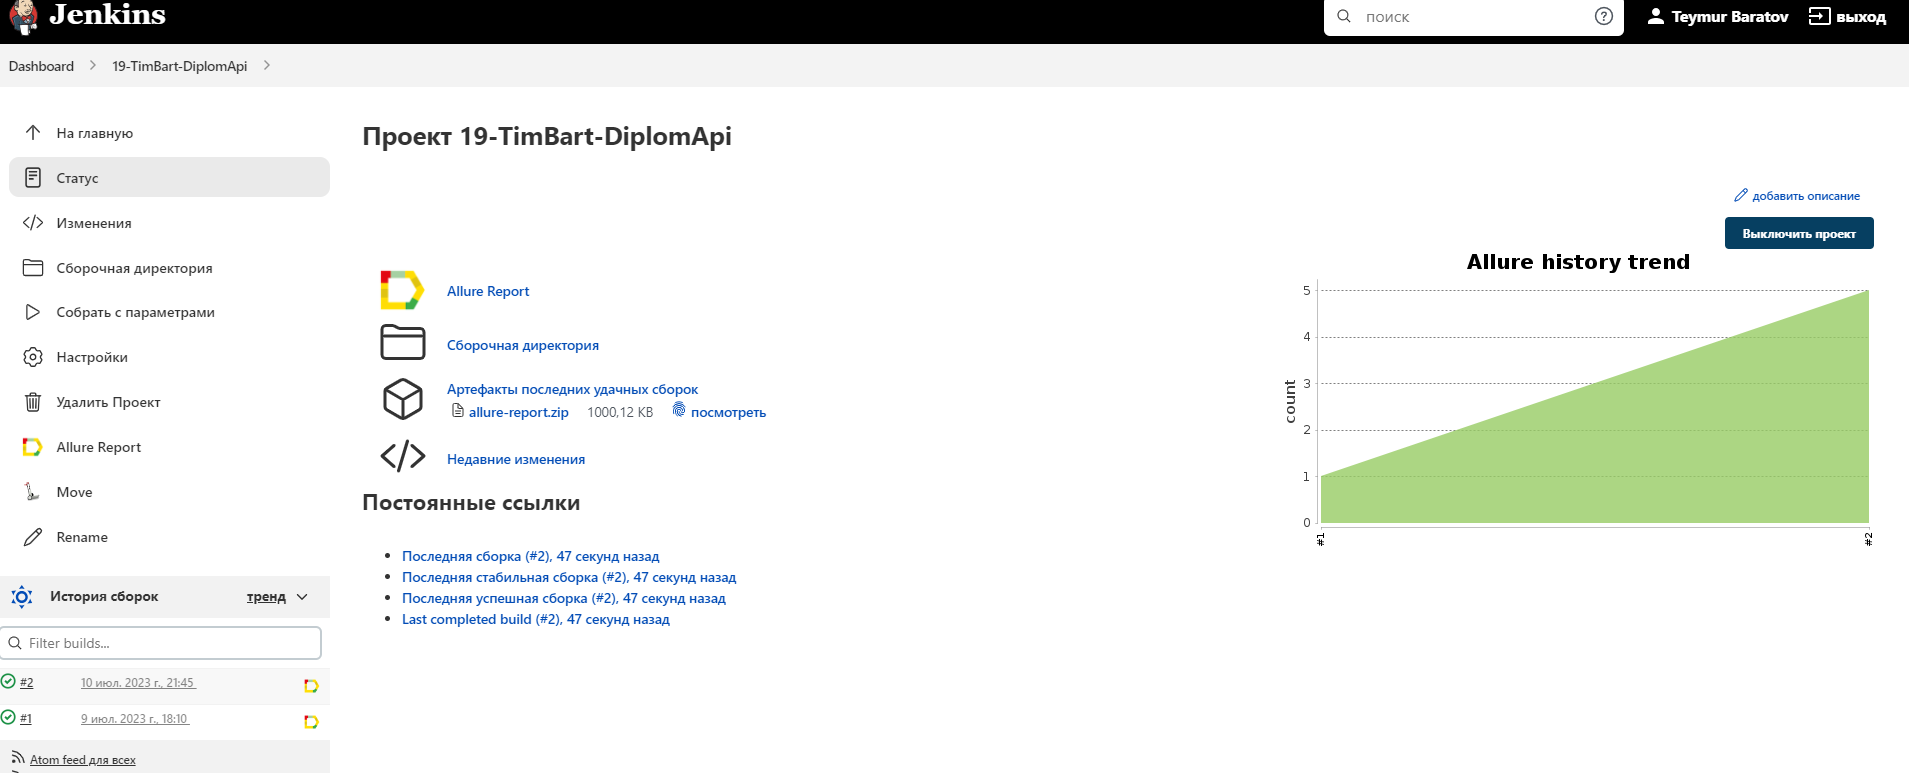 Jenkins
поиск
Teymur Baratov
выход
Dashboard
19-TimBart-DiplomApi
На главную
Статус
Изменения
Сборочная директория
Собрать с параметрами
Настройки
Удалить Проект
Allure Report
Move
Rename
История сборок
тренд
Filter builds...
#2 10 июл. 2023 г., 21:45
#1 9 июл. 2023 г., 18:10
Atom feed для всех
Проект 19-TimBart-DiplomApi
добавить описание
Выключить проект
Allure Report
Сборочная директория
Артефакты последних удачных сборок
allure-report.zip 1000,12 KB посмотреть
Недавние изменения
Постоянные ссылки
Последняя сборка (#2), 47 секунд назад
Последняя стабильная сборка (#2), 47 секунд назад
Последняя успешная сборка (#2), 47 секунд назад
Last completed build (#2), 47 секунд назад
Allure history trend
5
4
3
2
1
0
count
#1
#2